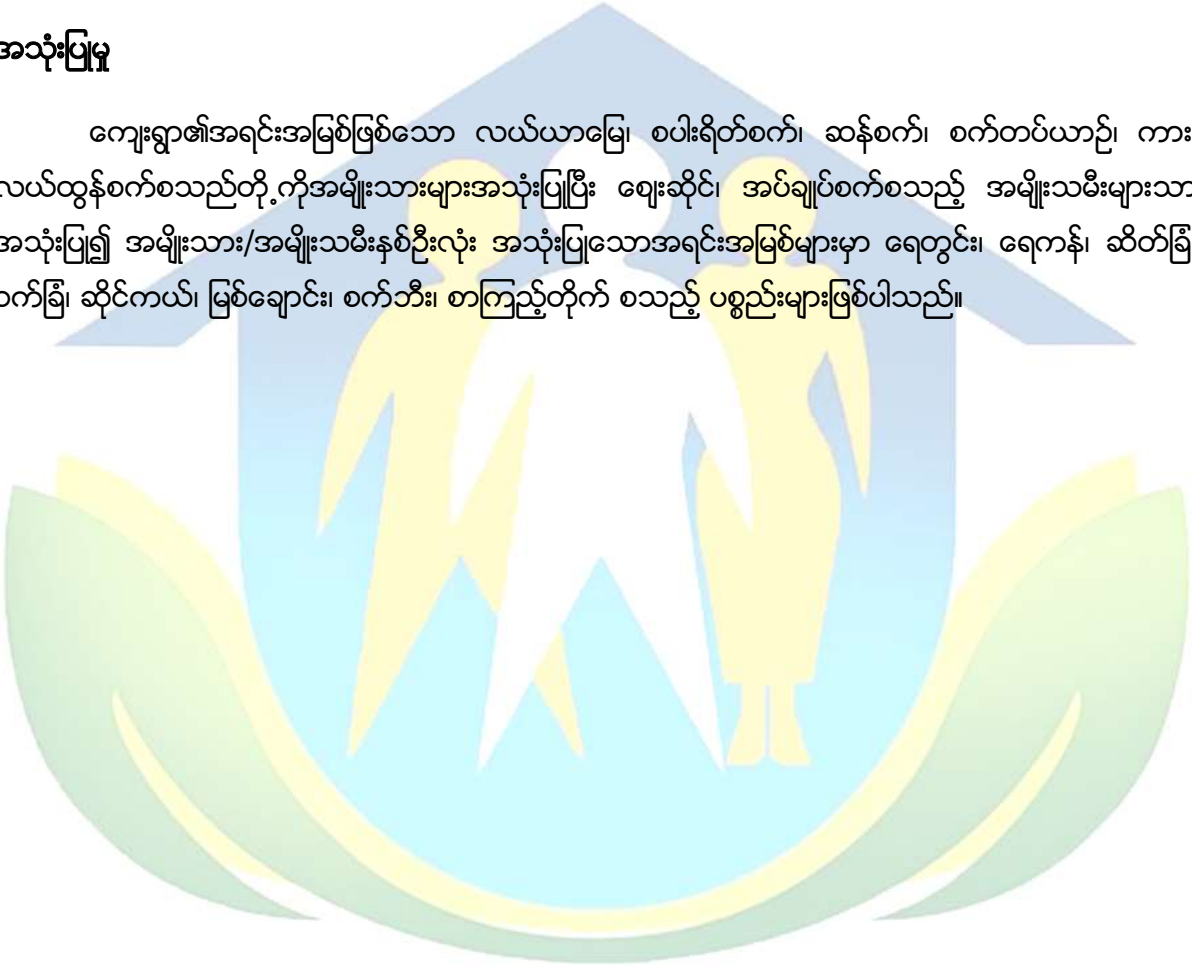 အသုံးပြုမှု
ကျေးရွာ၏အရင်းအမြစ်ဖြစ်သော လယ်ယာမြေ၊ စပါးရိတ်စက်၊ ဆန်စက်၊ စက်တပ်ယာဉ်၊ ကား
လယ်ထွန်စက်စသည်တို့ကိုအမျိုးသားများအသုံးပြုပြီး ဈေးဆိုင်၊ အပ်ချုပ်စက်စသည့် အမျိုးသမီးများသာ
အသုံးပြု၍ အမျိုးသား/အမျိုးသမီးနှစ်ဦးလုံး အသုံးပြုသောအရင်းအမြစ်များမှာ ရေတွင်း၊ ရေကန်၊ ဆိတ်ခြံ
ဝက်ခြံ၊ ဆိုင်ကယ်၊ မြစ်ချောင်း၊ စက်ဘီး၊ စာကြည့်တိုက် စသည့် ပစ္စည်းများဖြစ်ပါသည်။